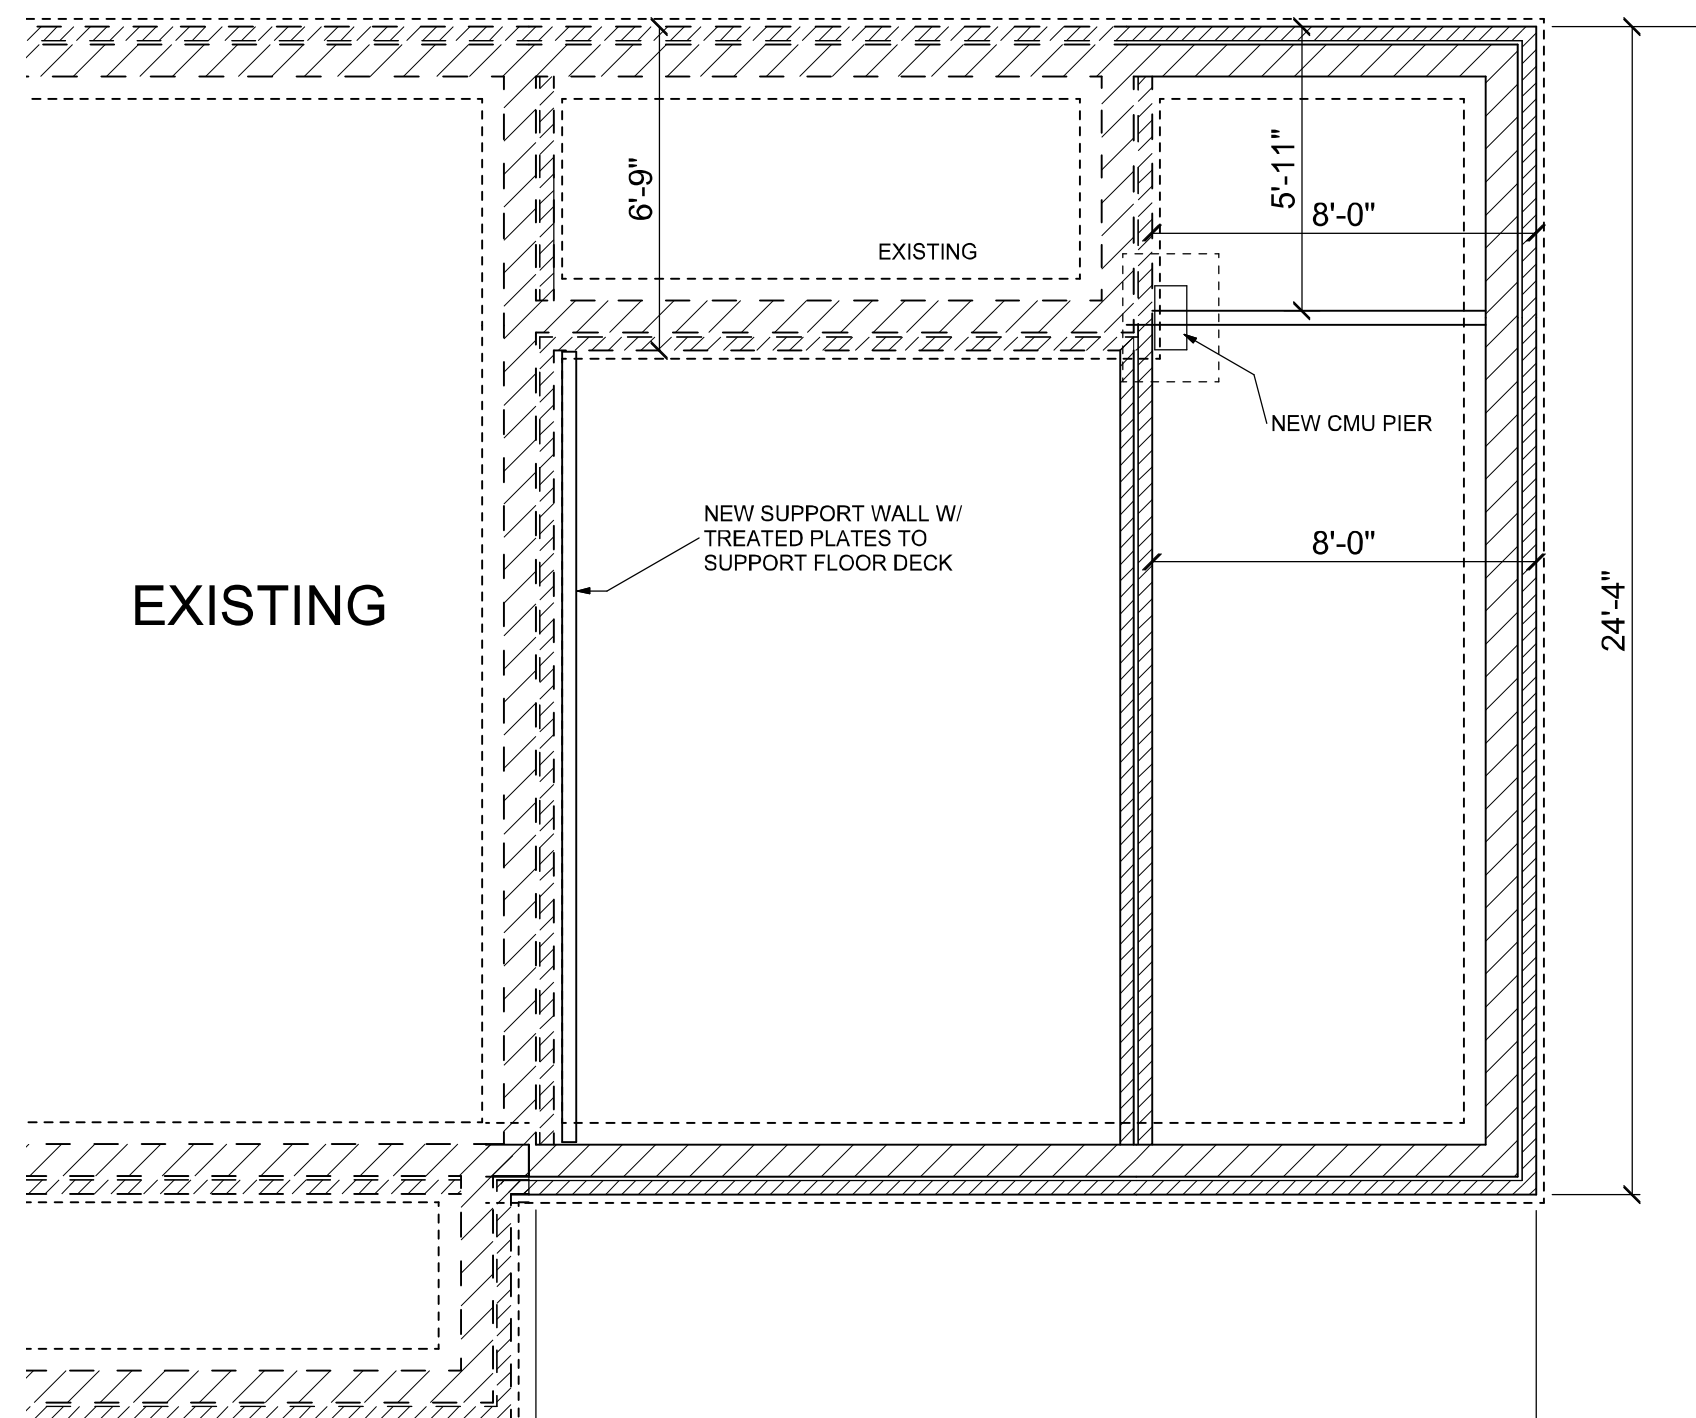 6'-9"
5'-11"
8'-0"
EXISTING
NEW CMU PIER
NEW SUPPORT WALL W/
TREATED PLATES TO
SUPPORT FLOOR DECK
8'-0"
EXISTING
24'-4"